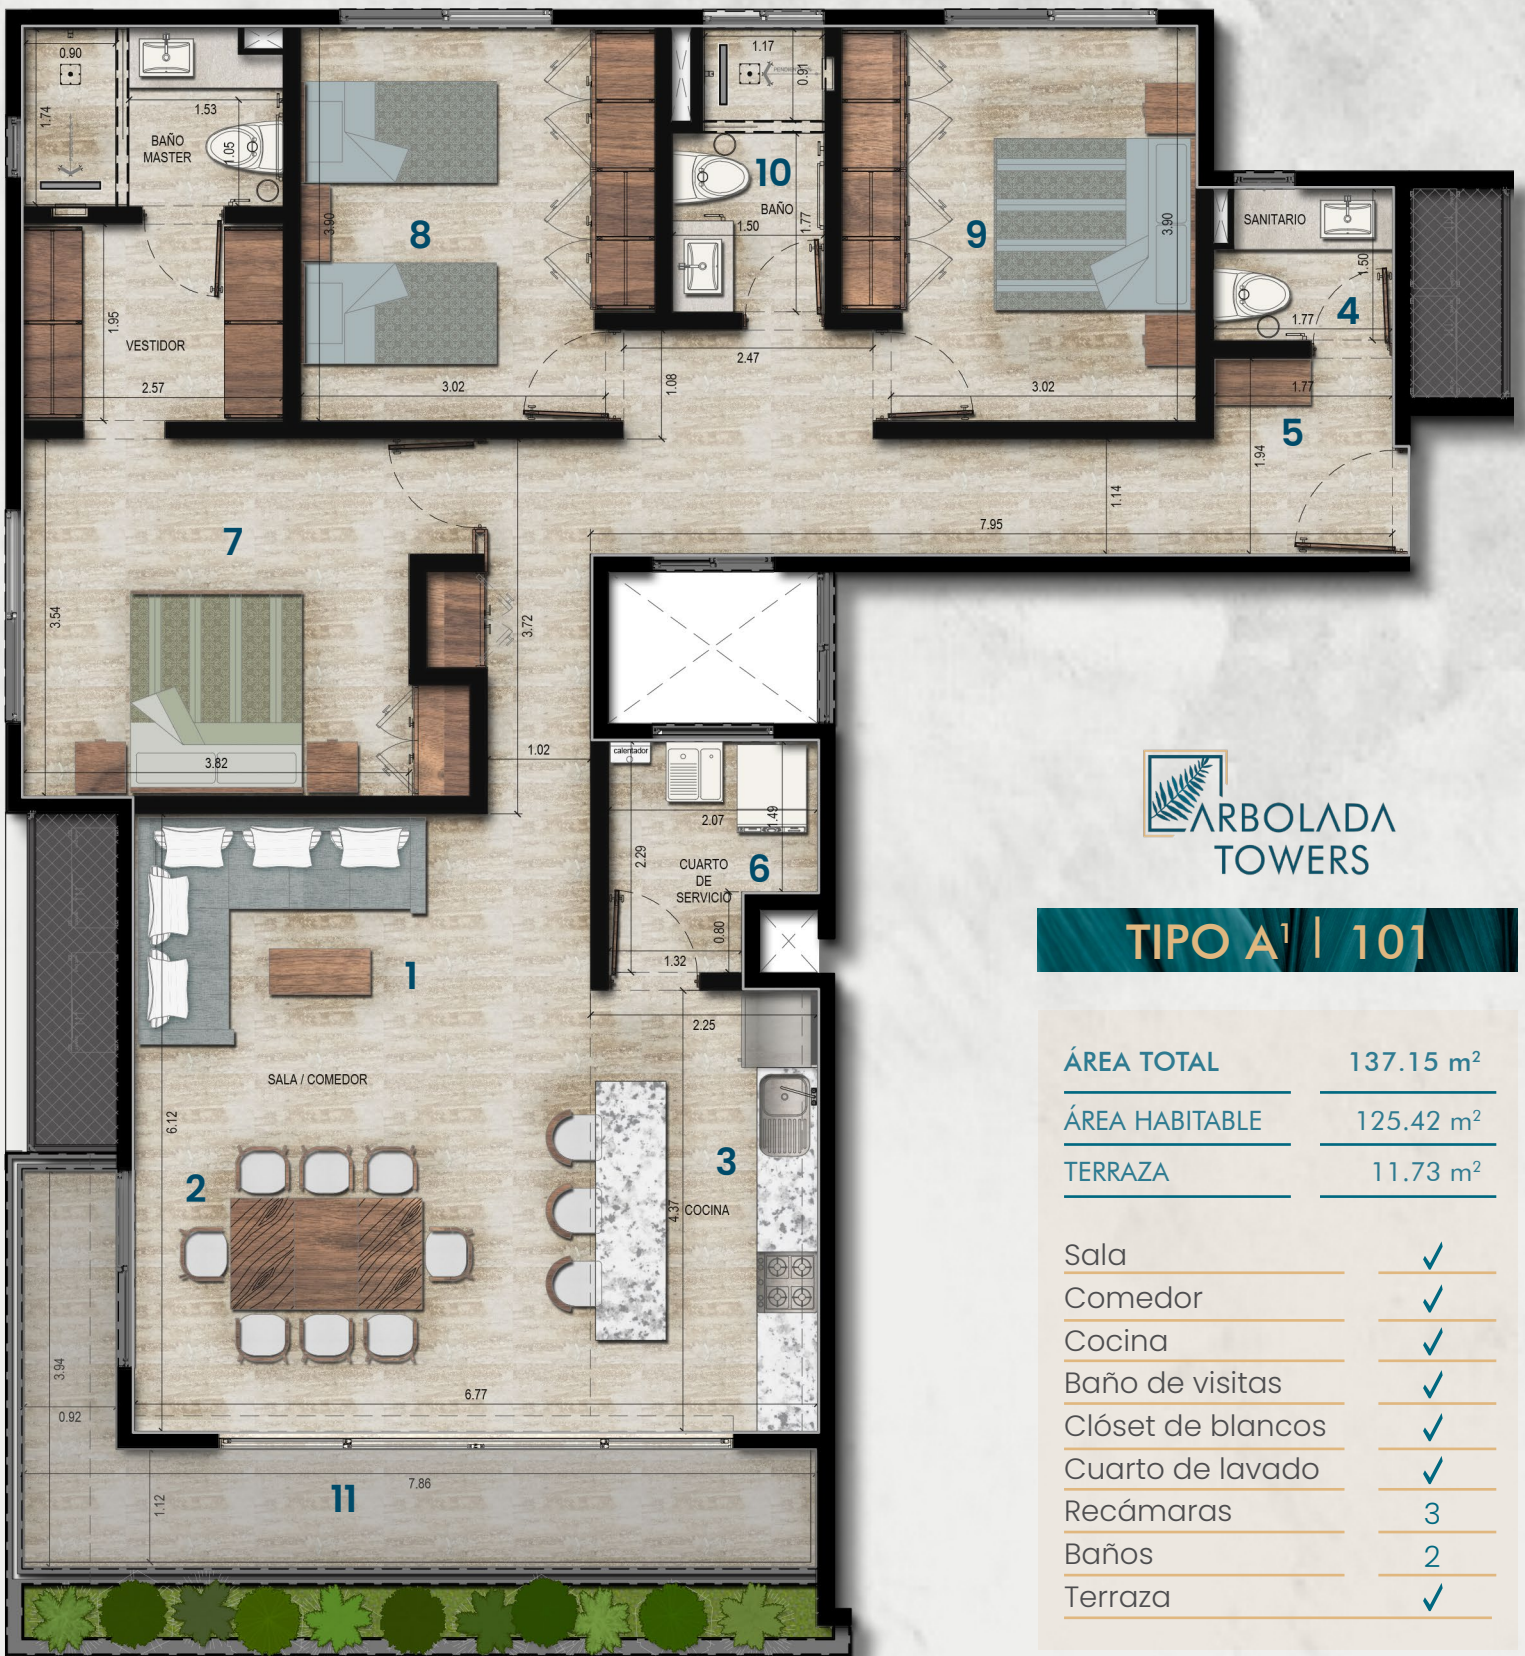 0.90
1.74
1.53
1.05
BAÑO
MASTER
3.90
8
3.02
1.17
0.91
10
BAÑO
1.50
1.77
9
3.90
3.02
SANITARIO
1.50
1.77
4
1.95
VESTIDOR
2.57
2.47
1.08
1.77
5
1.94
1.14
7.95
7
3.54
3.72
3.82
1.02
calentador
2.07
1.49
2.29
CUARTO
DE
SERVICIO
6
0.80
1.32
1
2.25
SALA / COMEDOR
6.12
2
3
COCINA
4.37
6.77
3.94
0.92
7.86
11
1.12
ARBOLADA
TOWERS
TIPO A¹ | 101
ÁREA TOTAL 137.15 m²
ÁREA HABITABLE 125.42 m²
TERRAZA 11.73 m²
Sala ✓
Comedor ✓
Cocina ✓
Baño de visitas ✓
Clóset de blancos ✓
Cuarto de lavado ✓
Recámaras 3
Baños 2
Terraza ✓